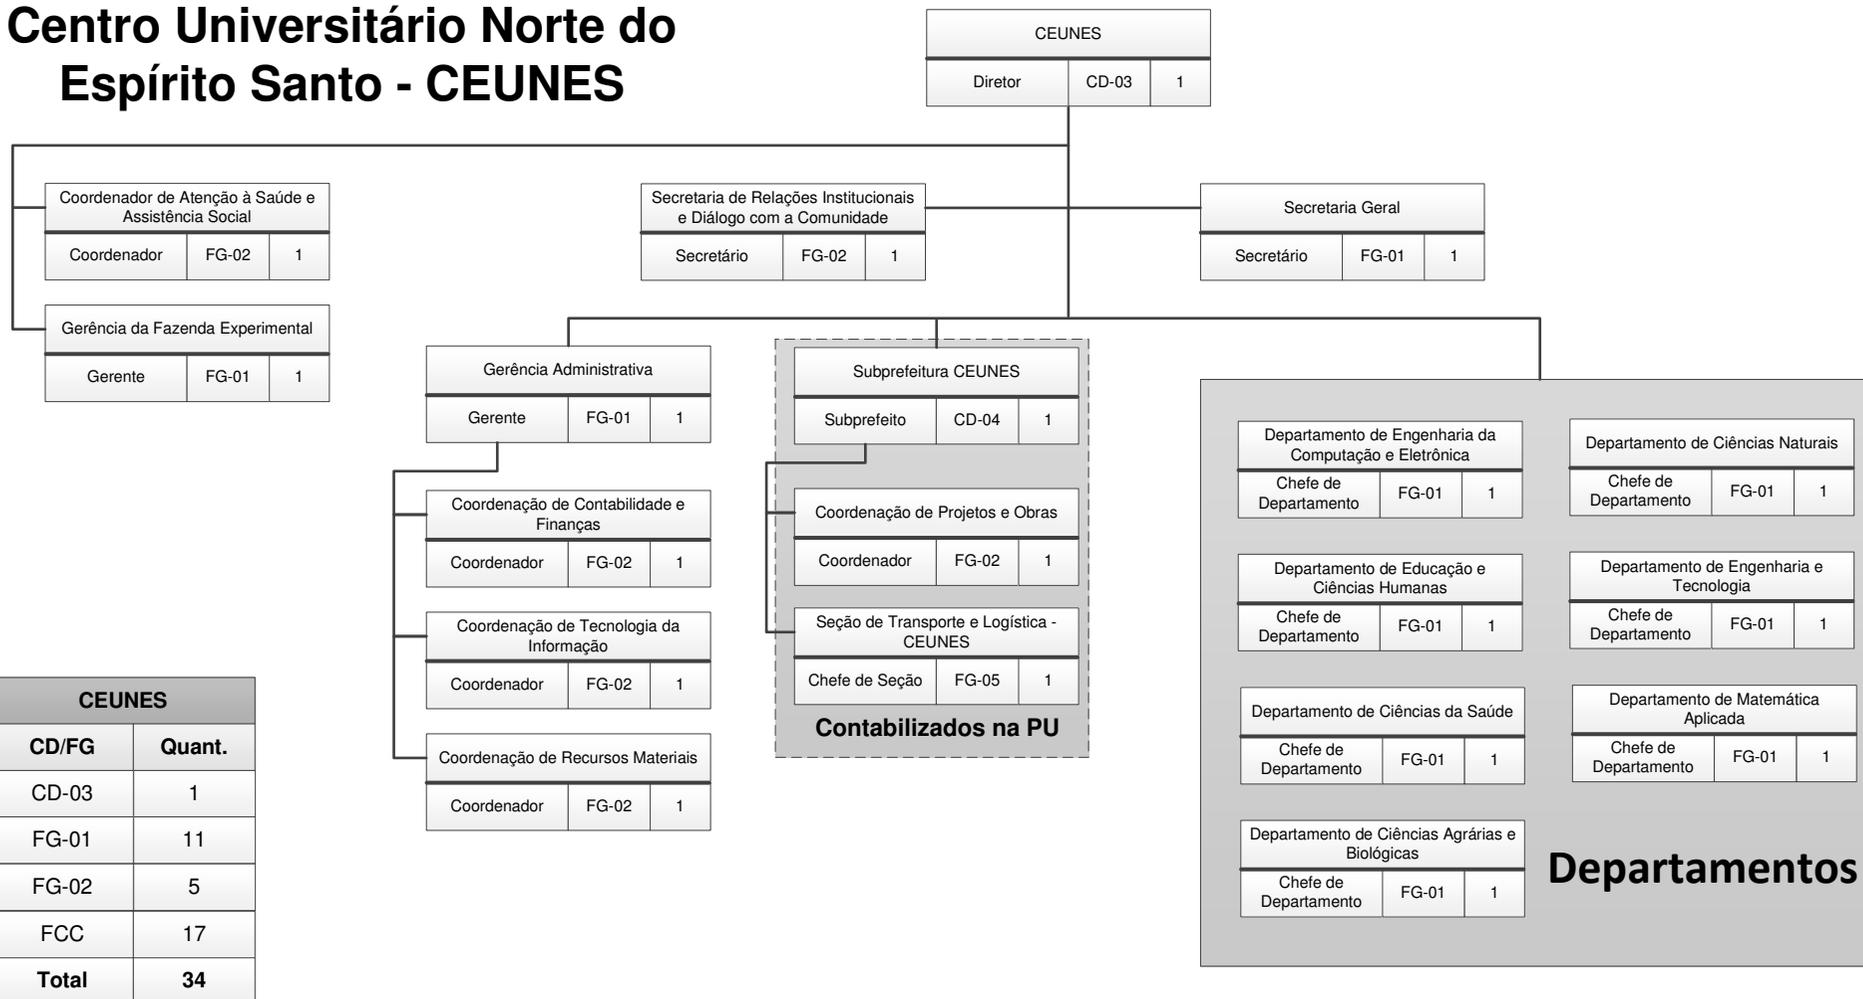 Centro Universitário Norte do
Espírito Santo - CEUNES
CEUNES
Diretor CD-03 1
Coordenador de Atenção à Saúde e
Assistência Social
Coordenador FG-02 1
Secretaria de Relações Institucionais
e Diálogo com a Comunidade
Secretário FG-02 1
Secretaria Geral
Secretário FG-01 1
Gerência da Fazenda Experimental
Gerente FG-01 1
Gerência Administrativa
Gerente FG-01 1
Coordenação de Contabilidade e
Finanças
Coordenador FG-02 1
Coordenação de Tecnologia da
Informação
Coordenador FG-02 1
Coordenação de Recursos Materiais
Coordenador FG-02 1
Subprefeitura CEUNES
Subprefeito CD-04 1
Coordenação de Projetos e Obras
Coordenador FG-02 1
Seção de Transporte e Logística -
CEUNES
Chefe de Seção FG-05 1
Contabilizados na PU
Departamento de Engenharia da
Computação e Eletrônica
Chefe de
Departamento FG-01 1
Departamento de Ciências Naturais
Chefe de
Departamento FG-01 1
Departamento de Educação e
Ciências Humanas
Chefe de
Departamento FG-01 1
Departamento de Engenharia e
Tecnologia
Chefe de
Departamento FG-01 1
Departamento de Ciências da Saúde
Chefe de
Departamento FG-01 1
Departamento de Matemática
Aplicada
Chefe de
Departamento FG-01 1
Departamento de Ciências Agrárias e
Biológicas
Chefe de
Departamento FG-01 1
Departamentos
CEUNES
CD/FG Quant.
CD-03 1
FG-01 11
FG-02 5
FCC 17
Total 34